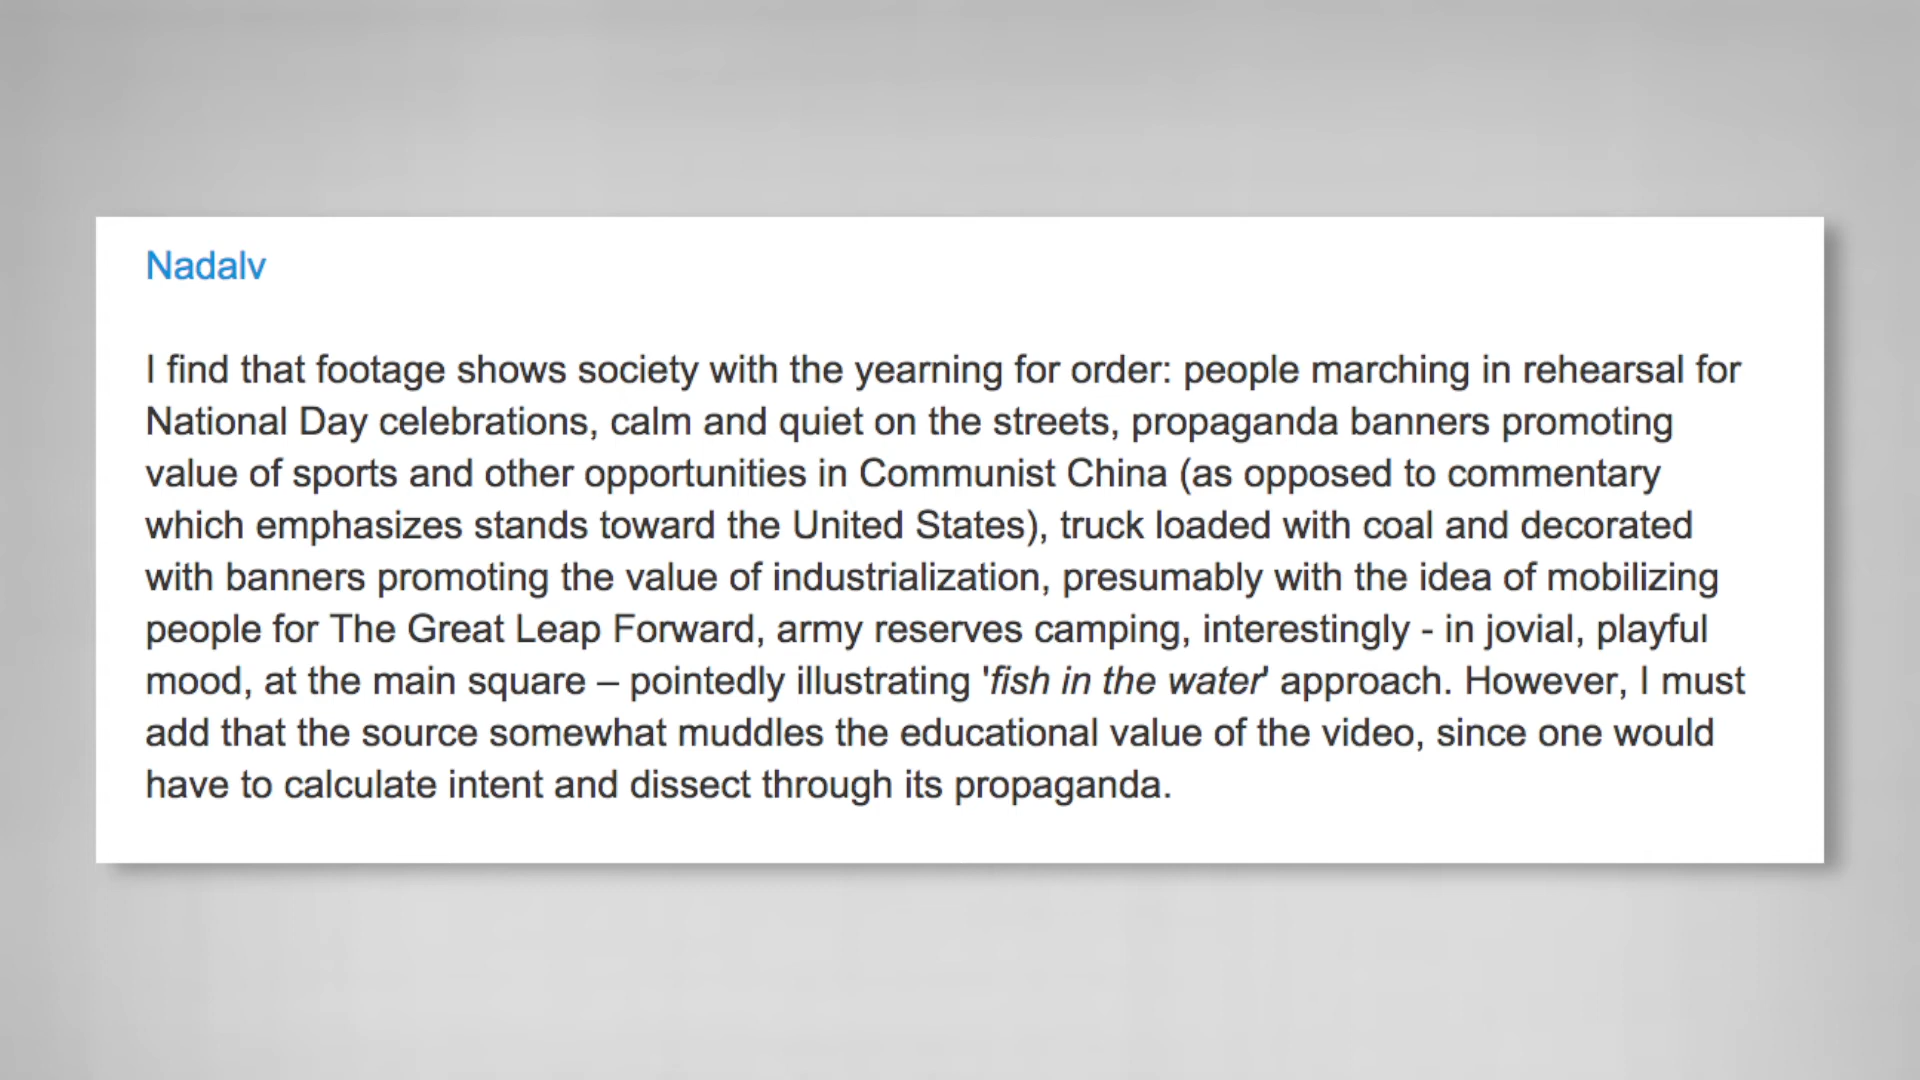 Nadalv
I find that footage shows society with the yearning for order: people marching in rehearsal for
National Day celebrations, calm and quiet on the streets, propaganda banners promoting
value of sports and other opportunities in Communist China (as opposed to commentary
which emphasizes stands toward the United States), truck loaded with coal and decorated
with banners promoting the value of industrialization, presumably with the idea of mobilizing
people for The Great Leap Forward, army reserves camping, interestingly - in jovial, playful
mood, at the main square – pointedly illustrating 'fish in the water' approach. However, I must
add that the source somewhat muddles the educational value of the video, since one would
have to calculate intent and dissect through its propaganda.